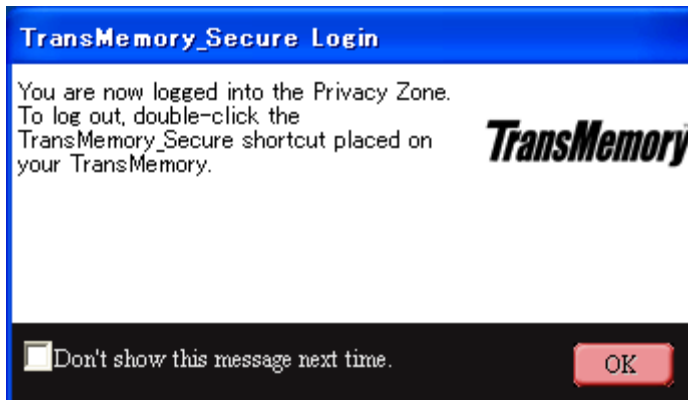 TransMemory_Secure Login
You are now logged into the Privacy Zone.
To log out, double-click the
TransMemory_Secure shortcut placed on
your TransMemory.
TransMemory
Don't show this message next time.
OK